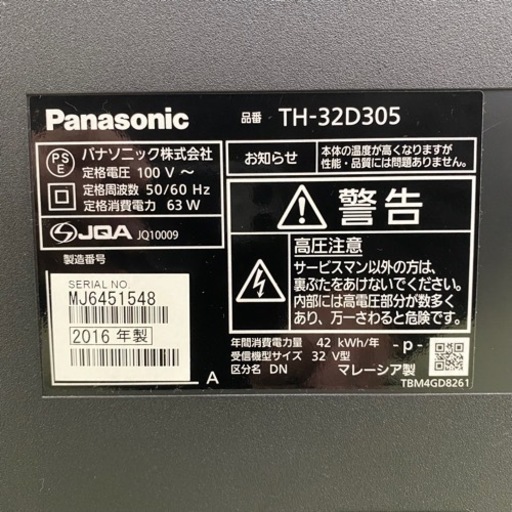 Panasonic
品番 TH-32D305
PS
E
パナソニック株式会社
定格電圧 100 V ～
定格周波数 50/60 Hz
定格消費電力 63 W
お知らせ
本体の温度が高くなりますが
性能・品質には問題ありません。
JQA JQ10009
警告
高圧注意
サービスマン以外の方は、
裏ぶたをあけないでください。
内部には高電圧部分が数多く
あり、万一さわると危険です。
製造番号
SERIAL NO.
MJ6451548
2016 年製
A
年間消費電力量 42 kWh/年
受信機型サイズ 32 V型
区分名 DN マレーシア製
-p-
TBM4GD8261